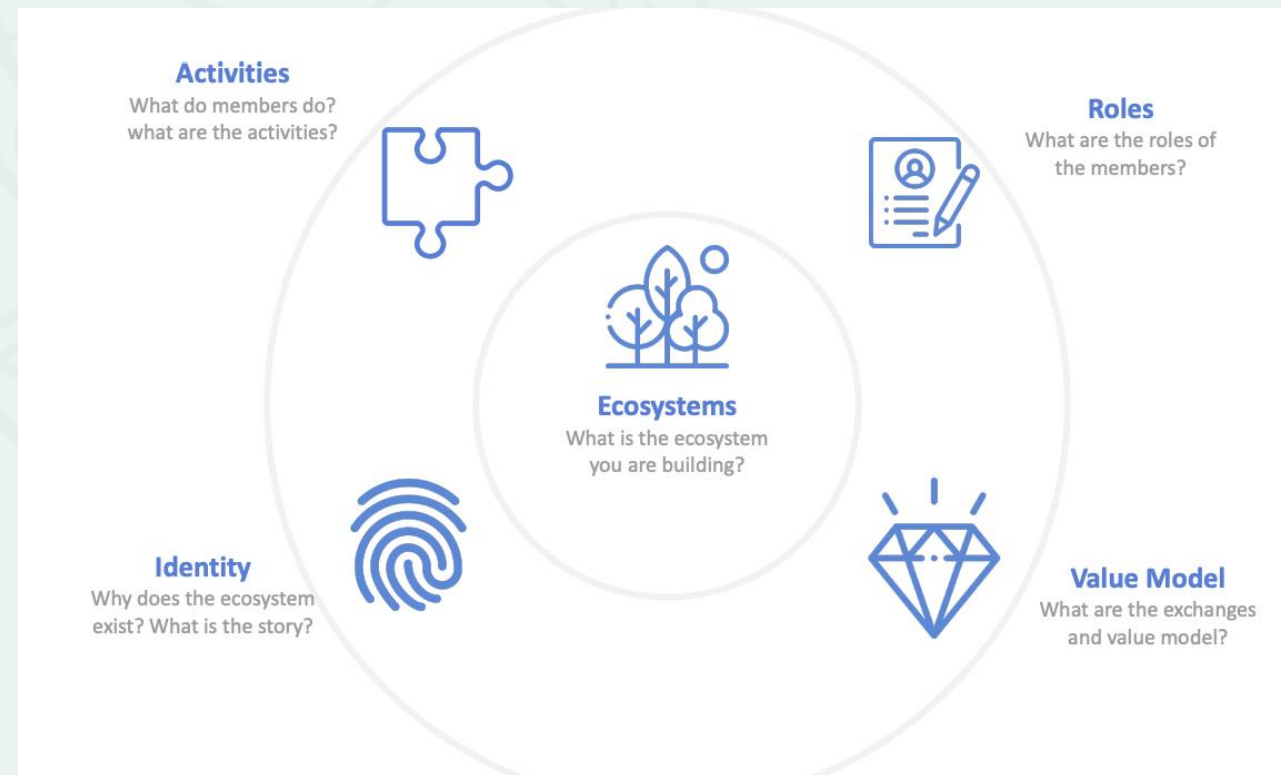 Activities
What do members do?
what are the activities?
Roles
What are the roles of
the members?
Ecosystems
What is the ecosystem
you are building?
Identity
Why does the ecosystem
exist? What is the story?
Value Model
What are the exchanges
and value model?